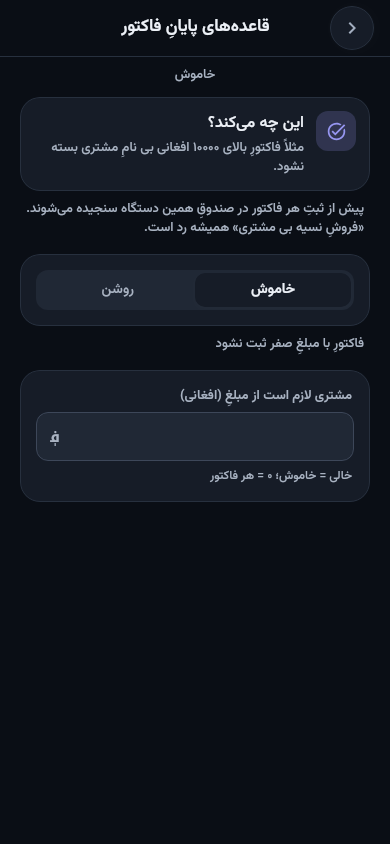 قاعده‌های پایانِ فاکتور
خاموش
این چه می‌کند؟
مثلاً فاکتورِ بالای ۱۰۰۰۰ افغانی بی نامِ مشتری بسته
نشود.
پیش از ثبتِ هر فاکتور در صندوقِ همین دستگاه سنجیده می‌شوند.
«فروشِ نسیه بی مشتری» همیشه رد است.
خاموش
روشن
فاکتورِ با مبلغِ صفر ثبت نشود
مشتری لازم است از مبلغِ (افغانی)
؋
خالی = خاموش؛ ۰ = هر فاکتور